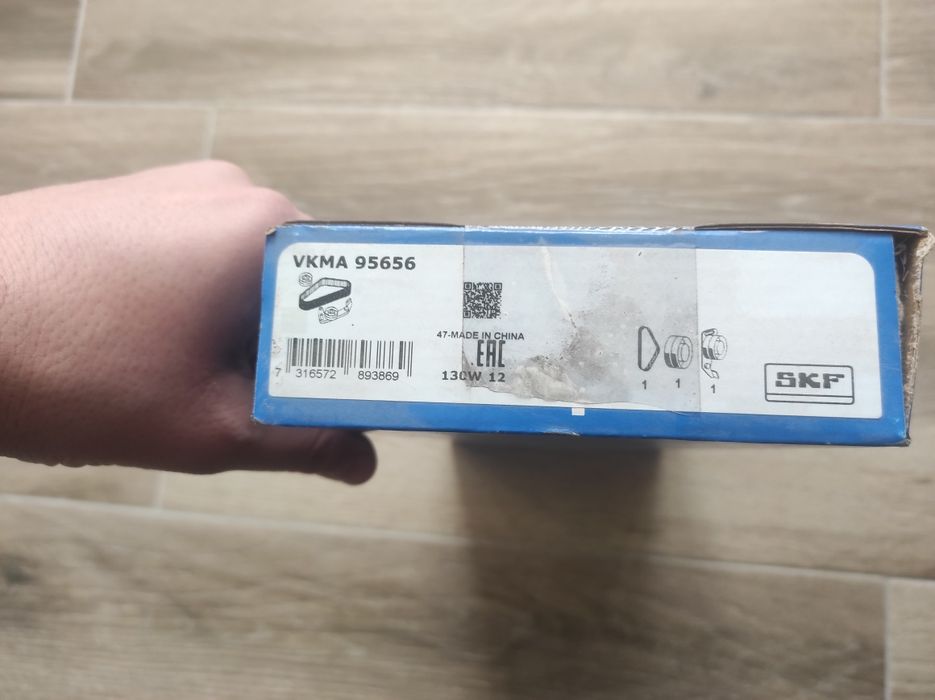 VKMA 95656
47-MADE IN CHINA
EAC
130W 12
7 316572 893869
1 1 1
SKF